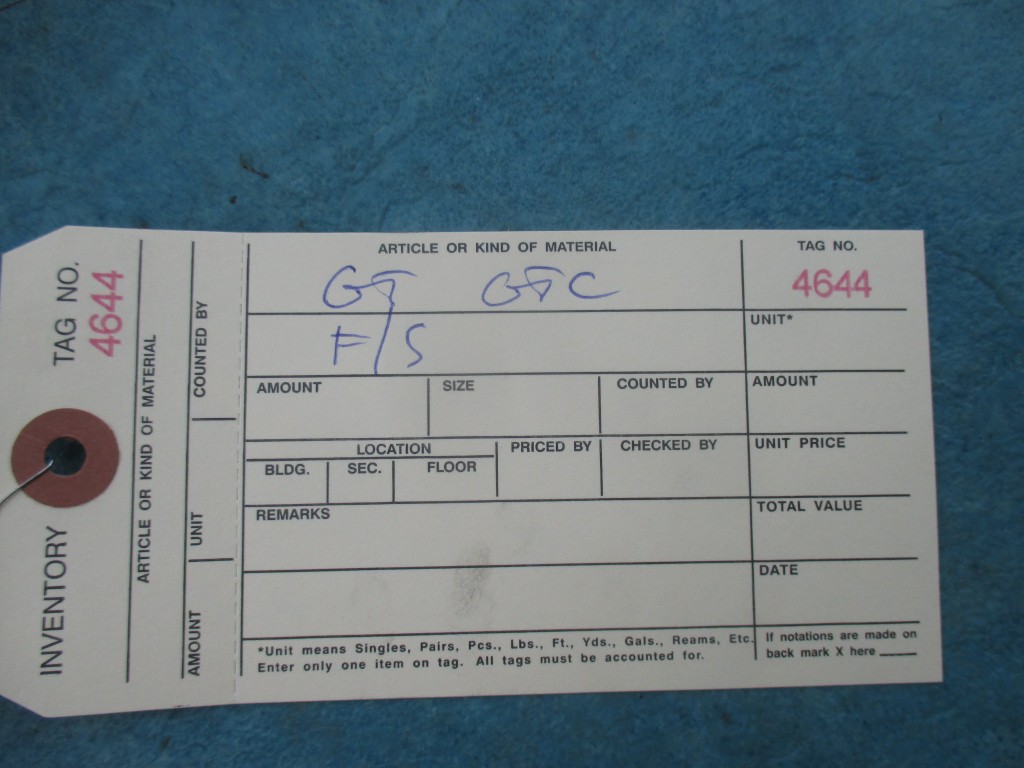 TAG NO.
4644
INVENTORY
ARTICLE OR KIND OF MATERIAL
COUNTED BY
UNIT
AMOUNT
ARTICLE OR KIND OF MATERIAL
GT GTC
F/S
TAG NO.
4644
UNIT*
AMOUNT
SIZE
COUNTED BY
AMOUNT
LOCATION
BLDG.
SEC.
FLOOR
PRICED BY
CHECKED BY
UNIT PRICE
REMARKS
TOTAL VALUE
DATE
*Unit means Singles, Pairs, Pcs., Lbs., Ft., Yds., Gals., Reams, Etc.
Enter only one item on tag. All tags must be accounted for.
If notations are made on
back mark X here